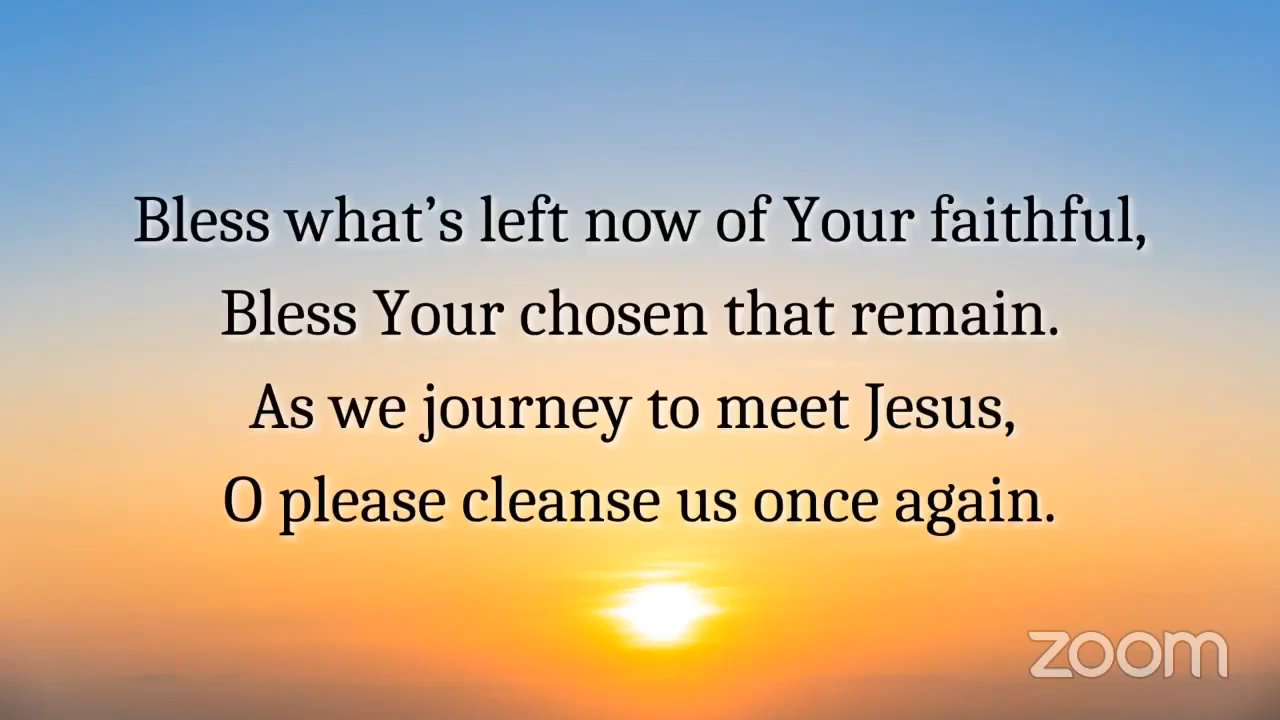 Bless what’s left now of Your faithful,
Bless Your chosen that remain.
As we journey to meet Jesus,
O please cleanse us once again.
zoom